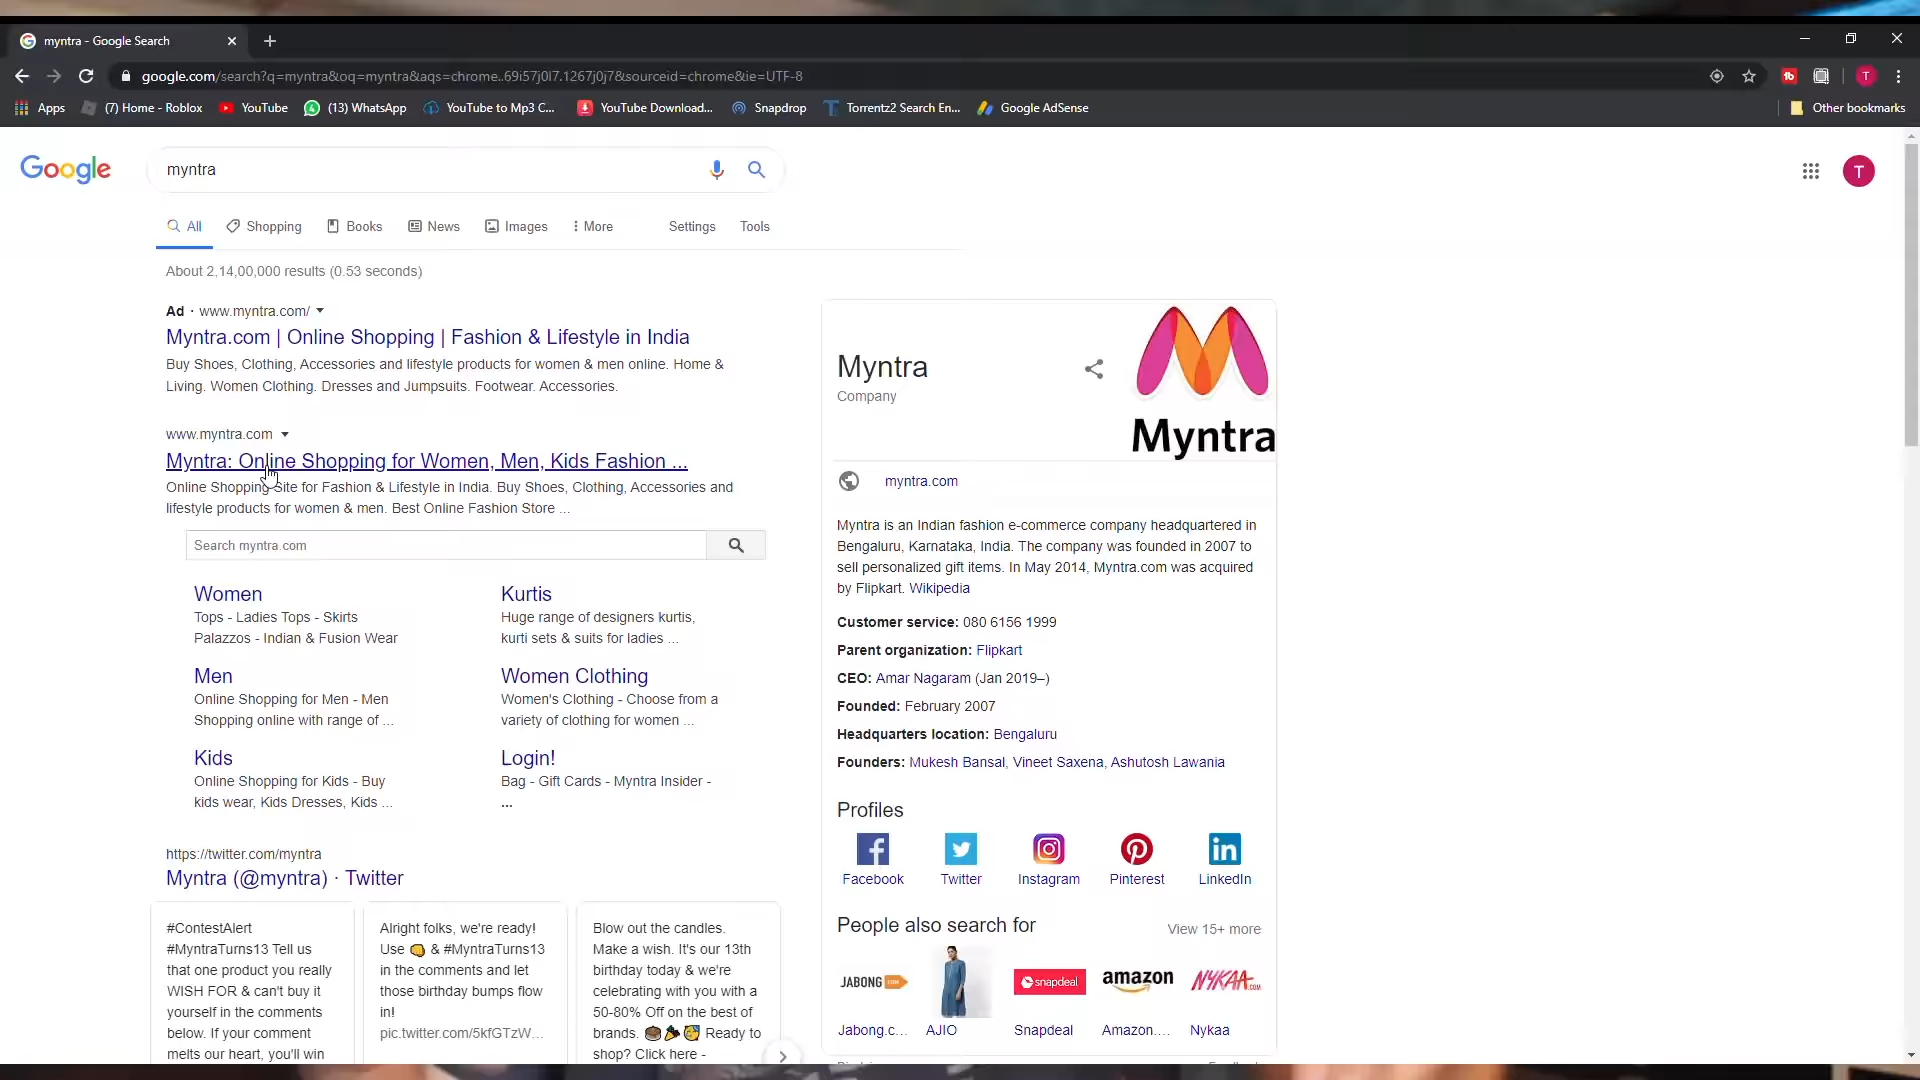 myntra - Google Search
google.com/search?q=myntra&oq=myntra&aqs=chrome..69i57j0l7.1267j0j7&sourceid=chrome&ie=UTF-8
T
Apps
(7) Home - Roblox
YouTube
(13) WhatsApp
YouTube to Mp3 C...
YouTube Download...
Snapdrop
Torrentz2 Search En...
Google AdSense
Other bookmarks
Google
myntra
T
All
Shopping
Books
News
Images
More
Settings
Tools
About 2,14,00,000 results (0.53 seconds)
Ad · www.myntra.com/
Myntra.com | Online Shopping | Fashion & Lifestyle in India
Buy Shoes, Clothing, Accessories and lifestyle products for women & men online. Home &
Living. Women Clothing. Dresses and Jumpsuits. Footwear. Accessories.
www.myntra.com
Myntra: Online Shopping for Women, Men, Kids Fashion ...
Online Shopping Site for Fashion & Lifestyle in India. Buy Shoes, Clothing, Accessories and
lifestyle products for women & men. Best Online Fashion Store ...
Search myntra.com
Women
Tops - Ladies Tops - Skirts
Palazzos - Indian & Fusion Wear
Kurtis
Huge range of designers kurtis,
kurti sets & suits for ladies ...
Men
Online Shopping for Men - Men
Shopping online with range of ...
Women Clothing
Women's Clothing - Choose from a
variety of clothing for women ...
Kids
Online Shopping for Kids - Buy
kids wear, Kids Dresses, Kids ...
Login!
Bag - Gift Cards - Myntra Insider -
...
https://twitter.com/myntra
Myntra (@myntra) · Twitter
#ContestAlert
#MyntraTurns13 Tell us
that one product you really
WISH FOR & can't buy it
yourself in the comments
below. If your comment
melts our heart, you'll win
Alright folks, we're ready!
Use 👊 & #MyntraTurns13
in the comments and let
those birthday bumps flow
in!
pic.twitter.com/5kfGTzW...
Blow out the candles.
Make a wish. It's our 13th
birthday today & we're
celebrating with you with a
50-80% Off on the best of
brands. 🎂🎉🥳 Ready to
shop? Click here -
Myntra
Company
Myntra
myntra.com
Myntra is an Indian fashion e-commerce company headquartered in
Bengaluru, Karnataka, India. The company was founded in 2007 to
sell personalized gift items. In May 2014, Myntra.com was acquired
by Flipkart. Wikipedia
Customer service: 080 6156 1999
Parent organization: Flipkart
CEO: Amar Nagaram (Jan 2019–)
Founded: February 2007
Headquarters location: Bengaluru
Founders: Mukesh Bansal, Vineet Saxena, Ashutosh Lawania
Profiles
Facebook
Twitter
Instagram
Pinterest
LinkedIn
People also search for
View 15+ more
JABONG
snapdeal
amazon
NYKAA.COM
Jabong.c...
AJIO
Snapdeal
Amazon....
Nykaa